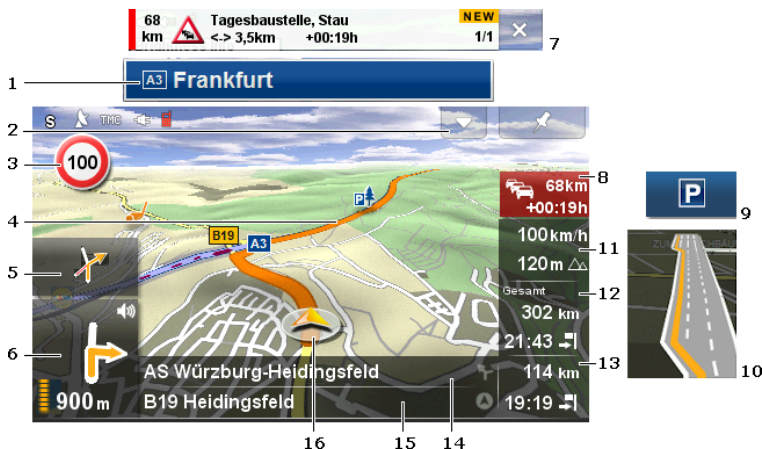 68 km
Tagesbaustelle, Stau
NEW
<-> 3,5km +00:19h 1/1
7
1
A3 Frankfurt
2
S TMC
3
100
8
68km
+00:19h
P
9
P
4
B19
A3
100km/h
11
120m
5
Gesamt
12
302 km
21:43
6
13
AS Würzburg-Heidingsfeld
114 km
10
900m
B19 Heidingsfeld
19:19
16
15
14